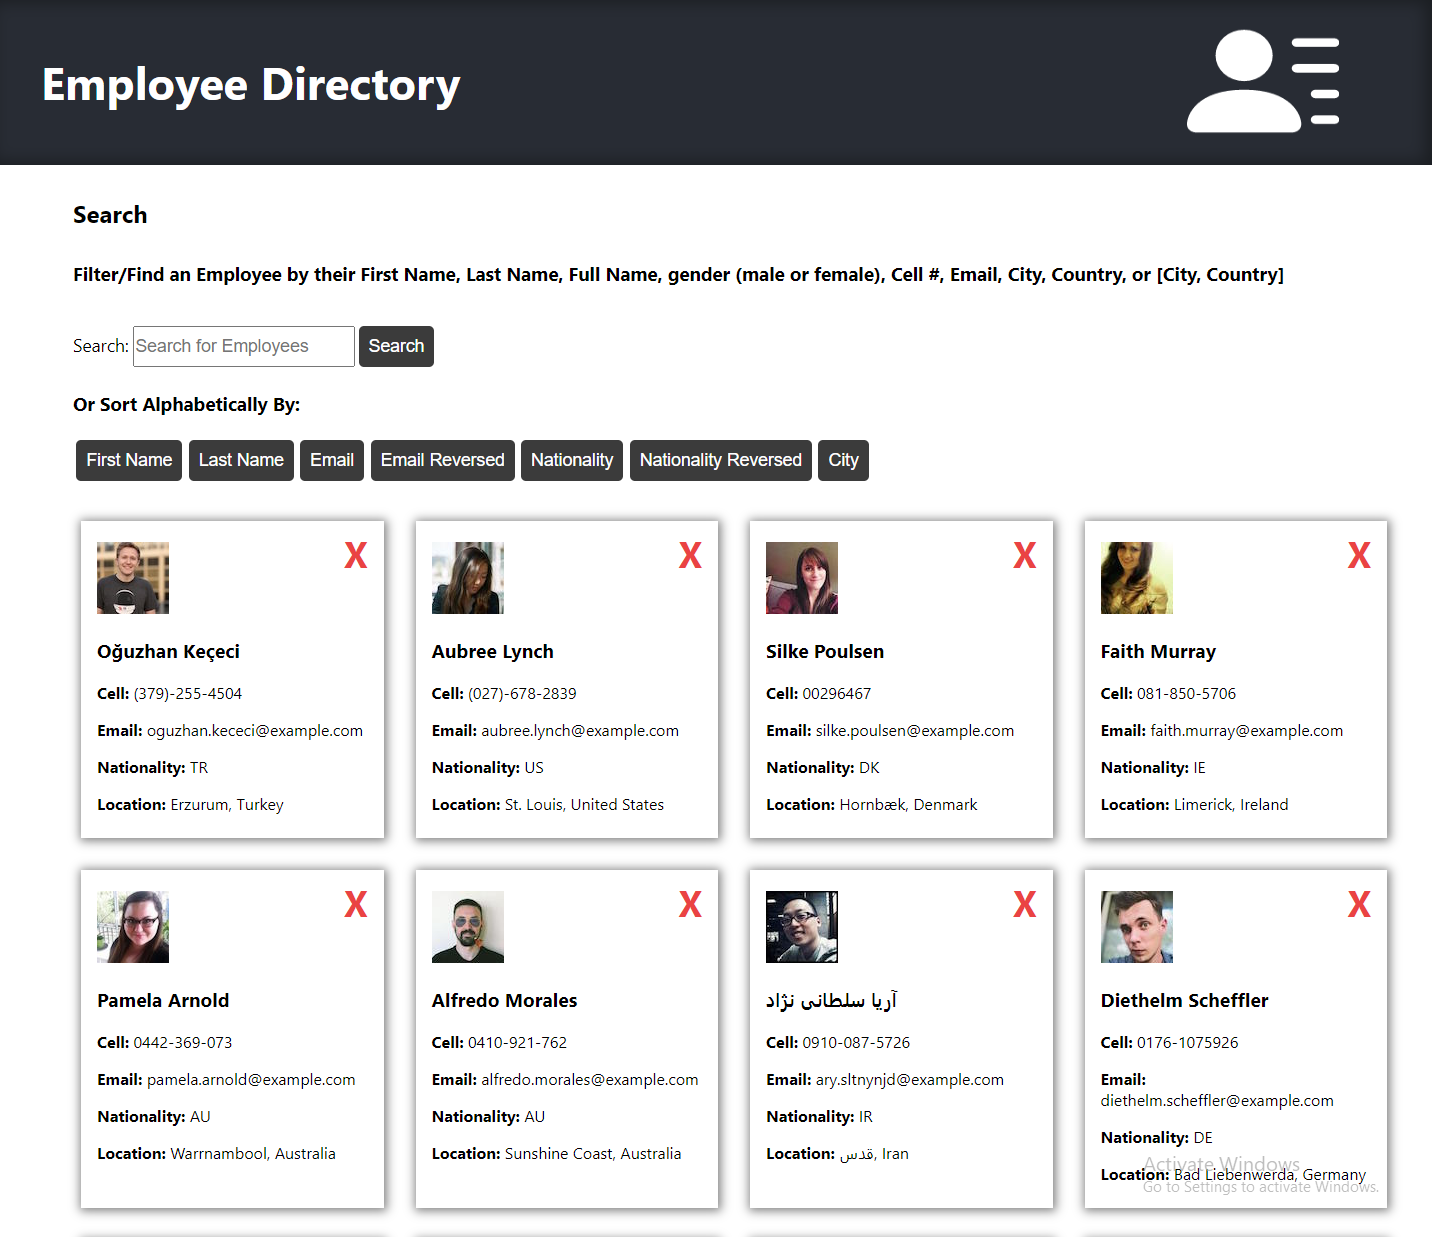 Employee Directory
Search
Filter/Find an Employee by their First Name, Last Name, Full Name, gender (male or female), Cell #, Email, City, Country, or [City, Country]
Search: Search for Employees Search
Or Sort Alphabetically By:
First Name Last Name Email Email Reversed Nationality Nationality Reversed City
X
Oğuzhan Keçeci
Cell: (379)-255-4504
Email: oguzhan.kececi@example.com
Nationality: TR
Location: Erzurum, Turkey
X
Aubree Lynch
Cell: (027)-678-2839
Email: aubree.lynch@example.com
Nationality: US
Location: St. Louis, United States
X
Silke Poulsen
Cell: 00296467
Email: silke.poulsen@example.com
Nationality: DK
Location: Hornbæk, Denmark
X
Faith Murray
Cell: 081-850-5706
Email: faith.murray@example.com
Nationality: IE
Location: Limerick, Ireland
X
Pamela Arnold
Cell: 0442-369-073
Email: pamela.arnold@example.com
Nationality: AU
Location: Warrnambool, Australia
X
Alfredo Morales
Cell: 0410-921-762
Email: alfredo.morales@example.com
Nationality: AU
Location: Sunshine Coast, Australia
X
آریا سلطانی نژاد
Cell: 0910-087-5726
Email: ary.sltnynjd@example.com
Nationality: IR
Location: قدس, Iran
X
Diethelm Scheffler
Cell: 0176-1075926
Email:
diethelm.scheffler@example.com
Nationality: DE
Location: Bad Liebenwerda, Germany
Activate Windows
Go to Settings to activate Windows.